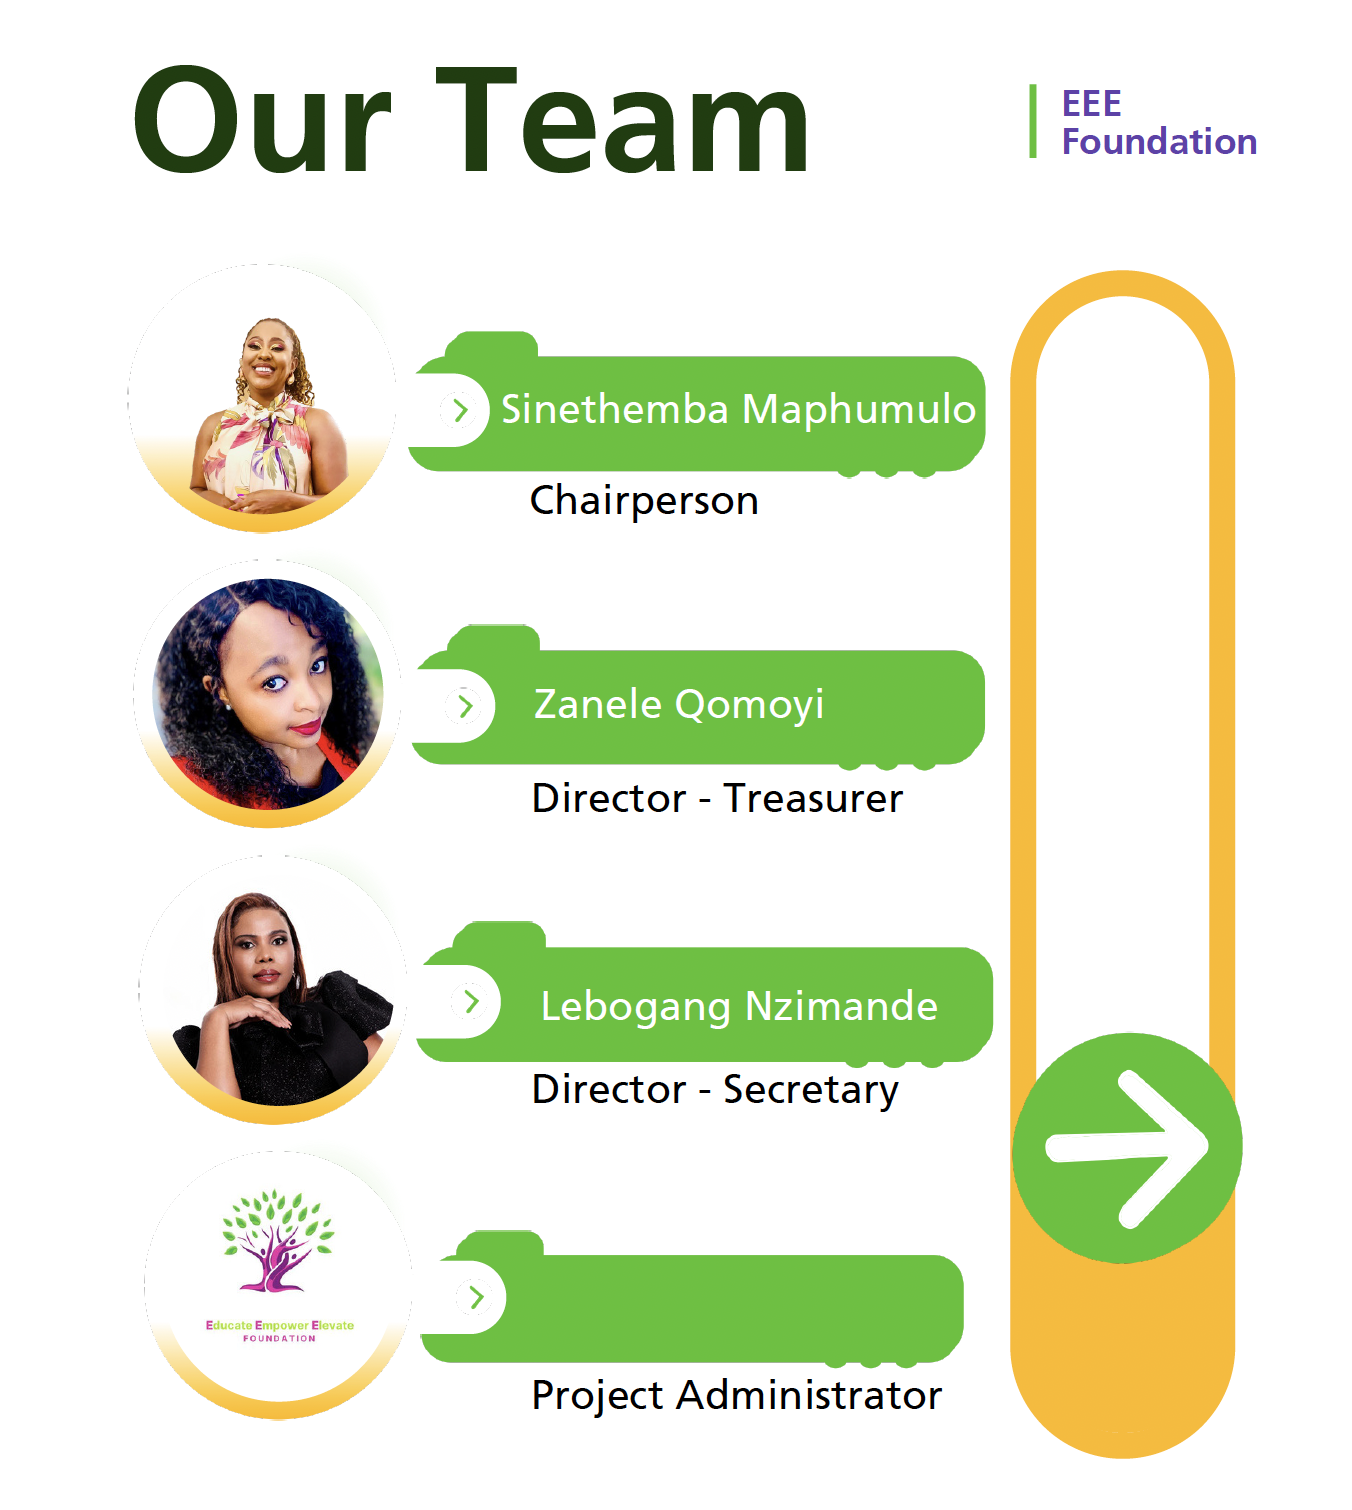 Our Team
EEE
Foundation
Sinethemba Maphumulo
Chairperson
Zanele Qomoyi
Director - Treasurer
Lebogang Nzimande
Director - Secretary
Educate Empower Elevate
FOUNDATION
Project Administrator